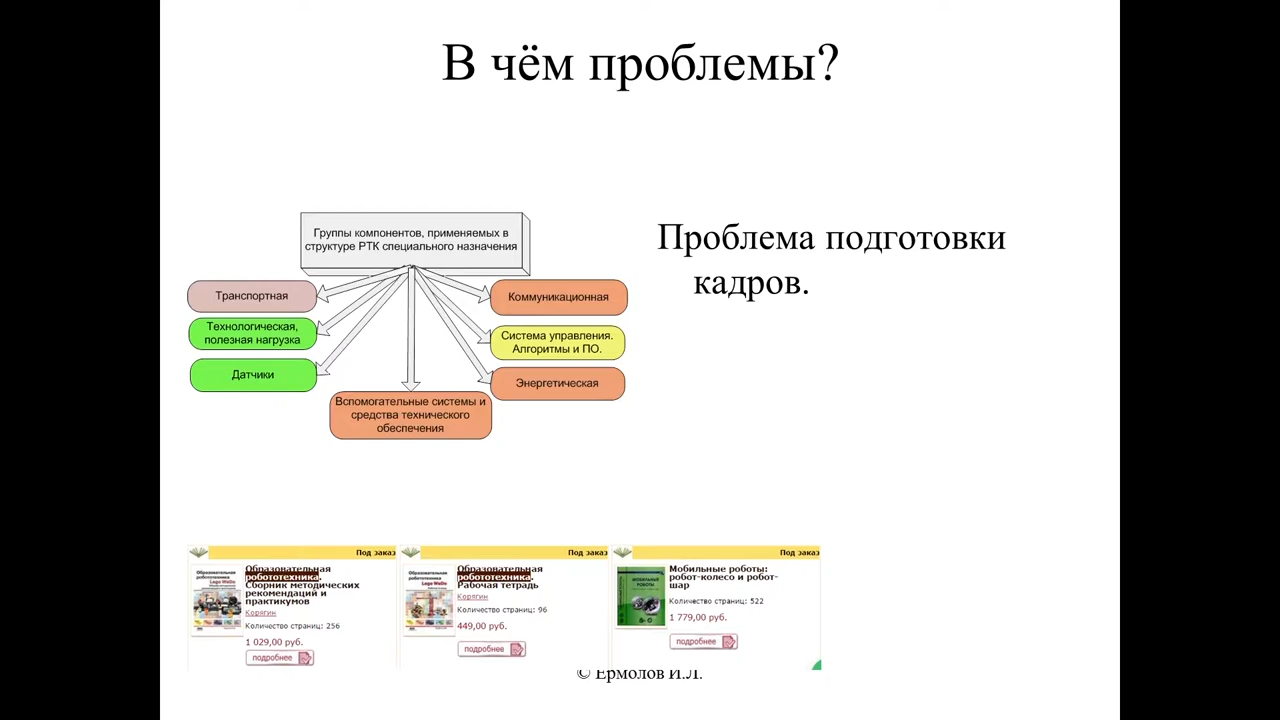 В чём проблемы?
Группы компонентов, применяемых в
структуре РТК специального назначения
Транспортная
Технологическая,
полезная нагрузка
Датчики
Вспомогательные системы и
средства технического
обеспечения
Коммуникационная
Система управления.
Алгоритмы и ПО.
Энергетическая
Проблема подготовки
кадров.
Под заказ
Образовательная
робототехника.
Сборник методических
рекомендаций и
практикумов
Корягин
Количество страниц: 256
1 029,00 руб.
подробнее
Под заказ
Образовательная
робототехника.
Рабочая тетрадь
Корягин
Количество страниц: 96
449,00 руб.
подробнее
Под заказ
МОБИЛЬНЫЕ
РОБОТЫ
Мобильные роботы:
робот-колесо и робот-
шар
Количество страниц: 522
1 779,00 руб.
подробнее
© Ермолов И.Л.